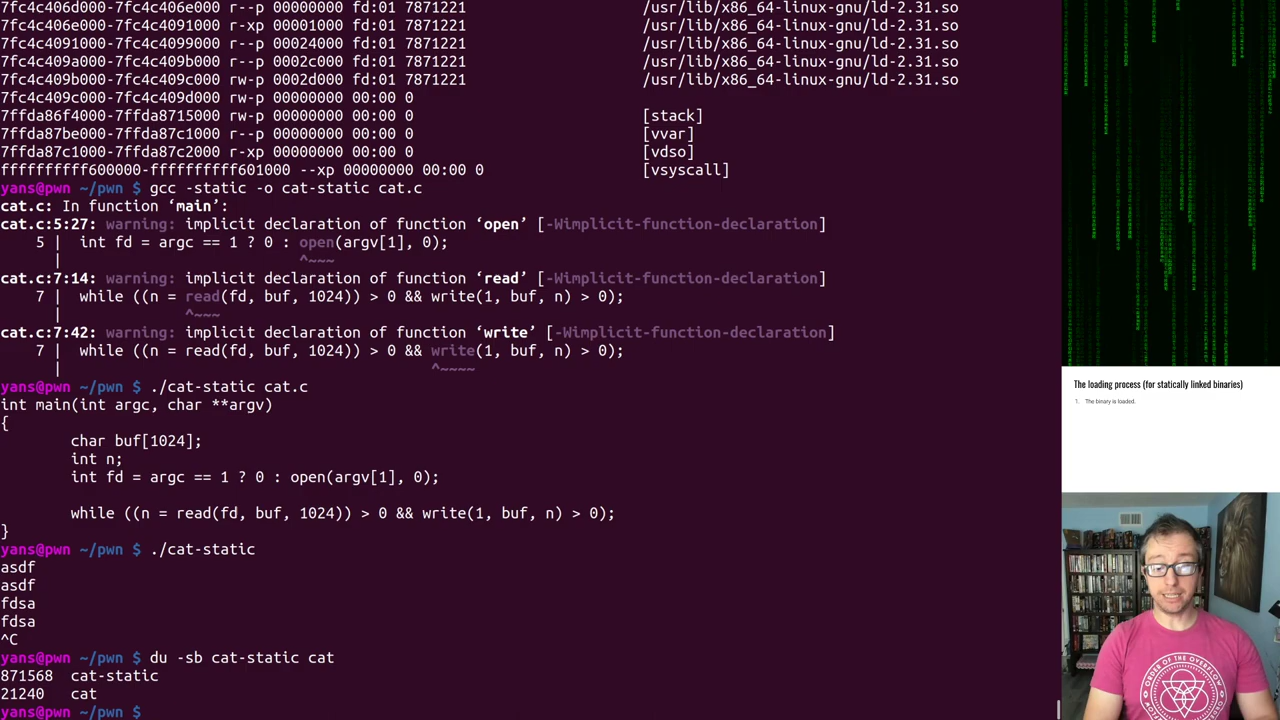 7fc4c406d000-7fc4c406e000 r--p 00000000 fd:01 7871221 /usr/lib/x86_64-linux-gnu/ld-2.31.so
7fc4c406e000-7fc4c4091000 r-xp 00001000 fd:01 7871221 /usr/lib/x86_64-linux-gnu/ld-2.31.so
7fc4c4091000-7fc4c4099000 r--p 00024000 fd:01 7871221 /usr/lib/x86_64-linux-gnu/ld-2.31.so
7fc4c409a000-7fc4c409b000 r--p 0002c000 fd:01 7871221 /usr/lib/x86_64-linux-gnu/ld-2.31.so
7fc4c409b000-7fc4c409c000 rw-p 0002d000 fd:01 7871221 /usr/lib/x86_64-linux-gnu/ld-2.31.so
7fc4c409c000-7fc4c409d000 rw-p 00000000 00:00 0
7ffda86f4000-7ffda8715000 rw-p 00000000 00:00 0 [stack]
7ffda87be000-7ffda87c1000 r--p 00000000 00:00 0 [vvar]
7ffda87c1000-7ffda87c2000 r-xp 00000000 00:00 0 [vdso]
ffffffffff600000-ffffffffff601000 --xp 00000000 00:00 0 [vsyscall]
yans@pwn ~/pwn $ gcc -static -o cat-static cat.c
cat.c: In function ‘main’:
cat.c:5:27: warning: implicit declaration of function ‘open’ [-Wimplicit-function-declaration]
5 | int fd = argc == 1 ? 0 : open(argv[1], 0);
| ^~~~
cat.c:7:14: warning: implicit declaration of function ‘read’ [-Wimplicit-function-declaration]
7 | while ((n = read(fd, buf, 1024)) > 0 && write(1, buf, n) > 0);
| ^~~~
cat.c:7:42: warning: implicit declaration of function ‘write’ [-Wimplicit-function-declaration]
7 | while ((n = read(fd, buf, 1024)) > 0 && write(1, buf, n) > 0);
| ^~~~~
yans@pwn ~/pwn $ ./cat-static cat.c
int main(int argc, char **argv)
{
char buf[1024];
int n;
int fd = argc == 1 ? 0 : open(argv[1], 0);
while ((n = read(fd, buf, 1024)) > 0 && write(1, buf, n) > 0);
}
yans@pwn ~/pwn $ ./cat-static
asdf
asdf
fdsa
fdsa
^C
yans@pwn ~/pwn $ du -sb cat-static cat
871568 cat-static
21240 cat
yans@pwn ~/pwn $
The loading process (for statically linked binaries)
1. The binary is loaded.
ORDER OF THE OVERFLOW